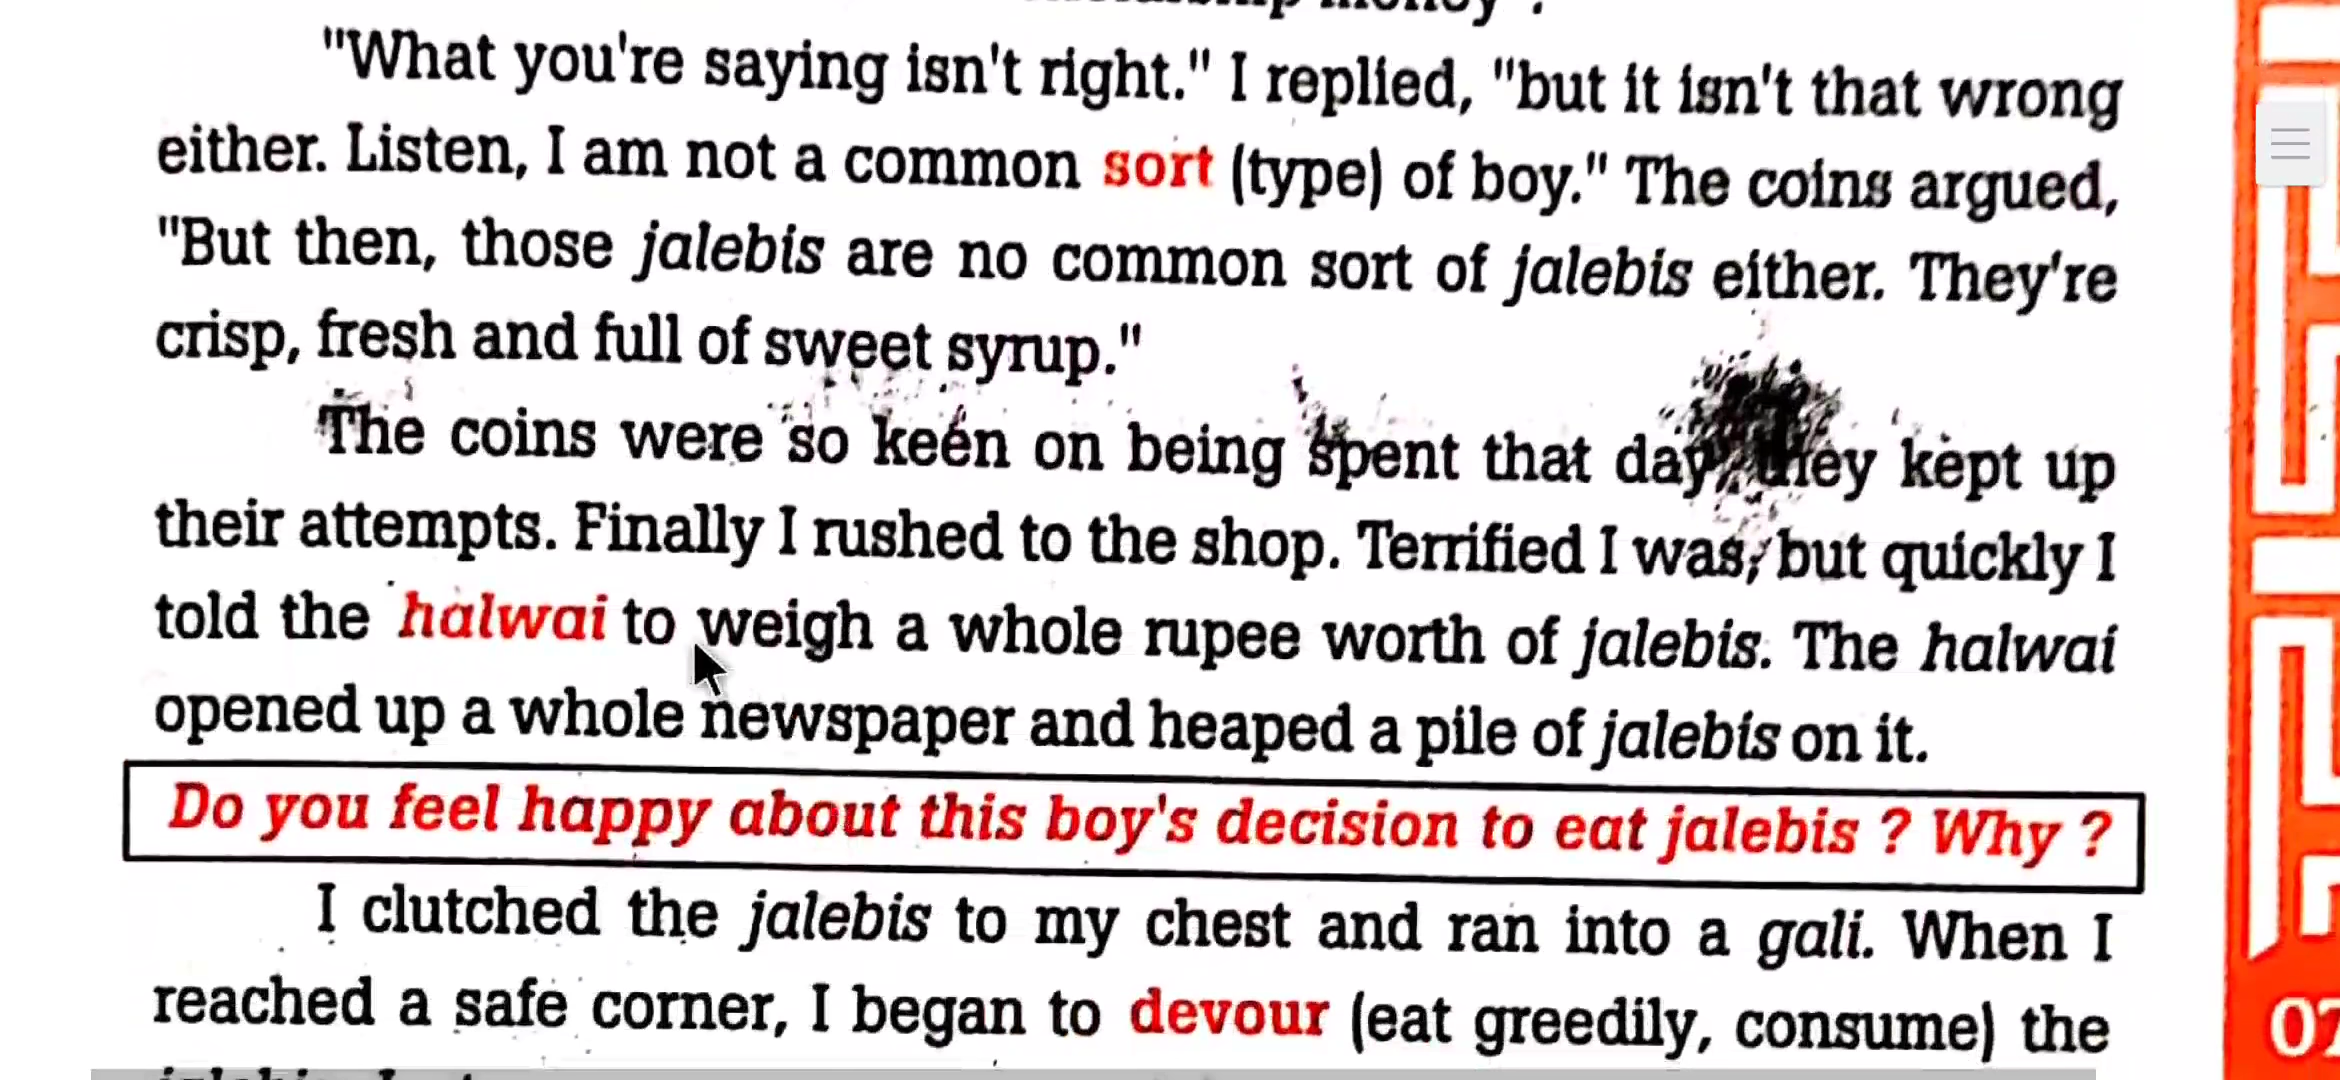 money ?
"What you're saying isn't right." I replied, "but it isn't that wrong
either. Listen, I am not a common sort (type) of boy." The coins argued,
"But then, those jalebis are no common sort of jalebis either. They're
crisp, fresh and full of sweet syrup."
The coins were so keen on being spent that day, they kept up
their attempts. Finally I rushed to the shop. Terrified I was, but quickly I
told the halwai to weigh a whole rupee worth of jalebis. The halwai
opened up a whole newspaper and heaped a pile of jalebis on it.
Do you feel happy about this boy's decision to eat jalebis ? Why ?
I clutched the jalebis to my chest and ran into a gali. When I
reached a safe corner, I began to devour (eat greedily, consume) the
07